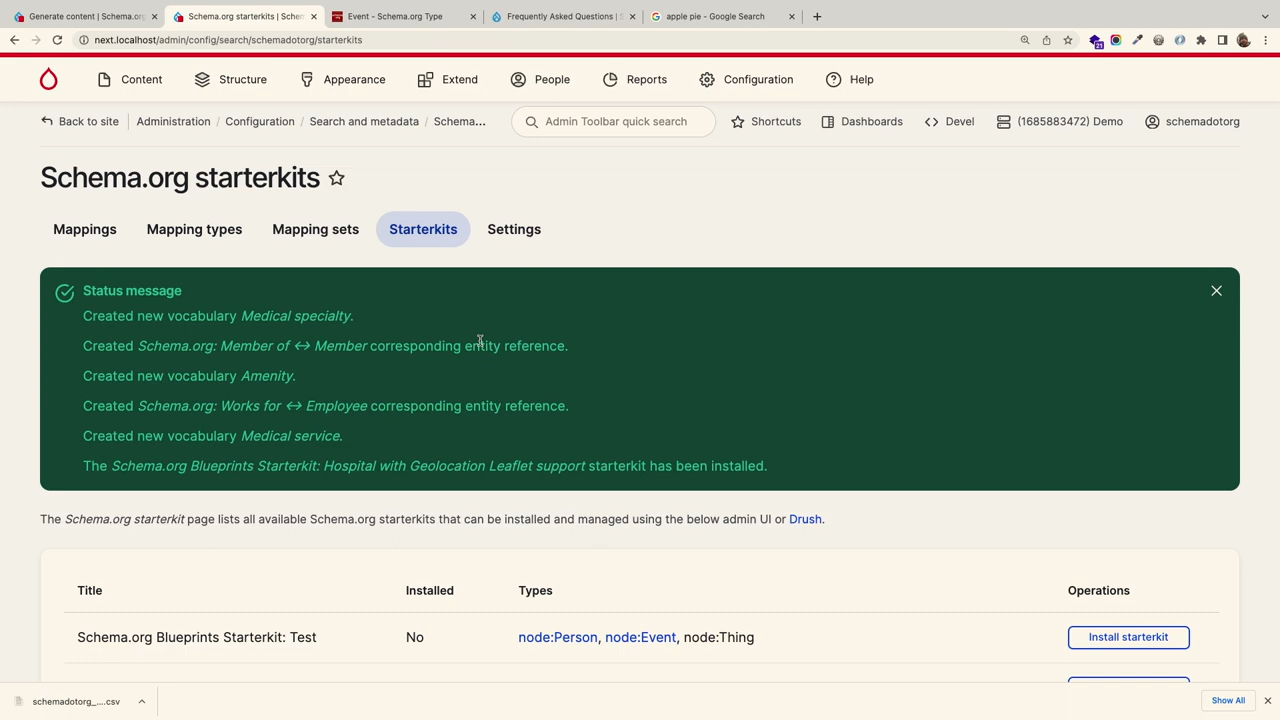 Generate content | Schema.org
Schema.org starterkits | Schem
Event - Schema.org Type
Frequently Asked Questions | S
apple pie - Google Search
next.localhost/admin/config/search/schemadotorg/starterkits
21
Content
Structure
Appearance
Extend
People
Reports
Configuration
Help
Back to site
Administration / Configuration / Search and metadata / Schema...
Admin Toolbar quick search
Shortcuts
Dashboards
Devel
(1685883472) Demo
schemadotorg
Schema.org starterkits
Mappings
Mapping types
Mapping sets
Starterkits
Settings
Status message
Created new vocabulary Medical specialty.
Created Schema.org: Member of ↔ Member corresponding entity reference.
Created new vocabulary Amenity.
Created Schema.org: Works for ↔ Employee corresponding entity reference.
Created new vocabulary Medical service.
The Schema.org Blueprints Starterkit: Hospital with Geolocation Leaflet support starterkit has been installed.
The Schema.org starterkit page lists all available Schema.org starterkits that can be installed and managed using the below admin UI or Drush.
Title Installed Types Operations
Schema.org Blueprints Starterkit: Test No node:Person, node:Event, node:Thing Install starterkit
schemadotorg_....csv
Show All